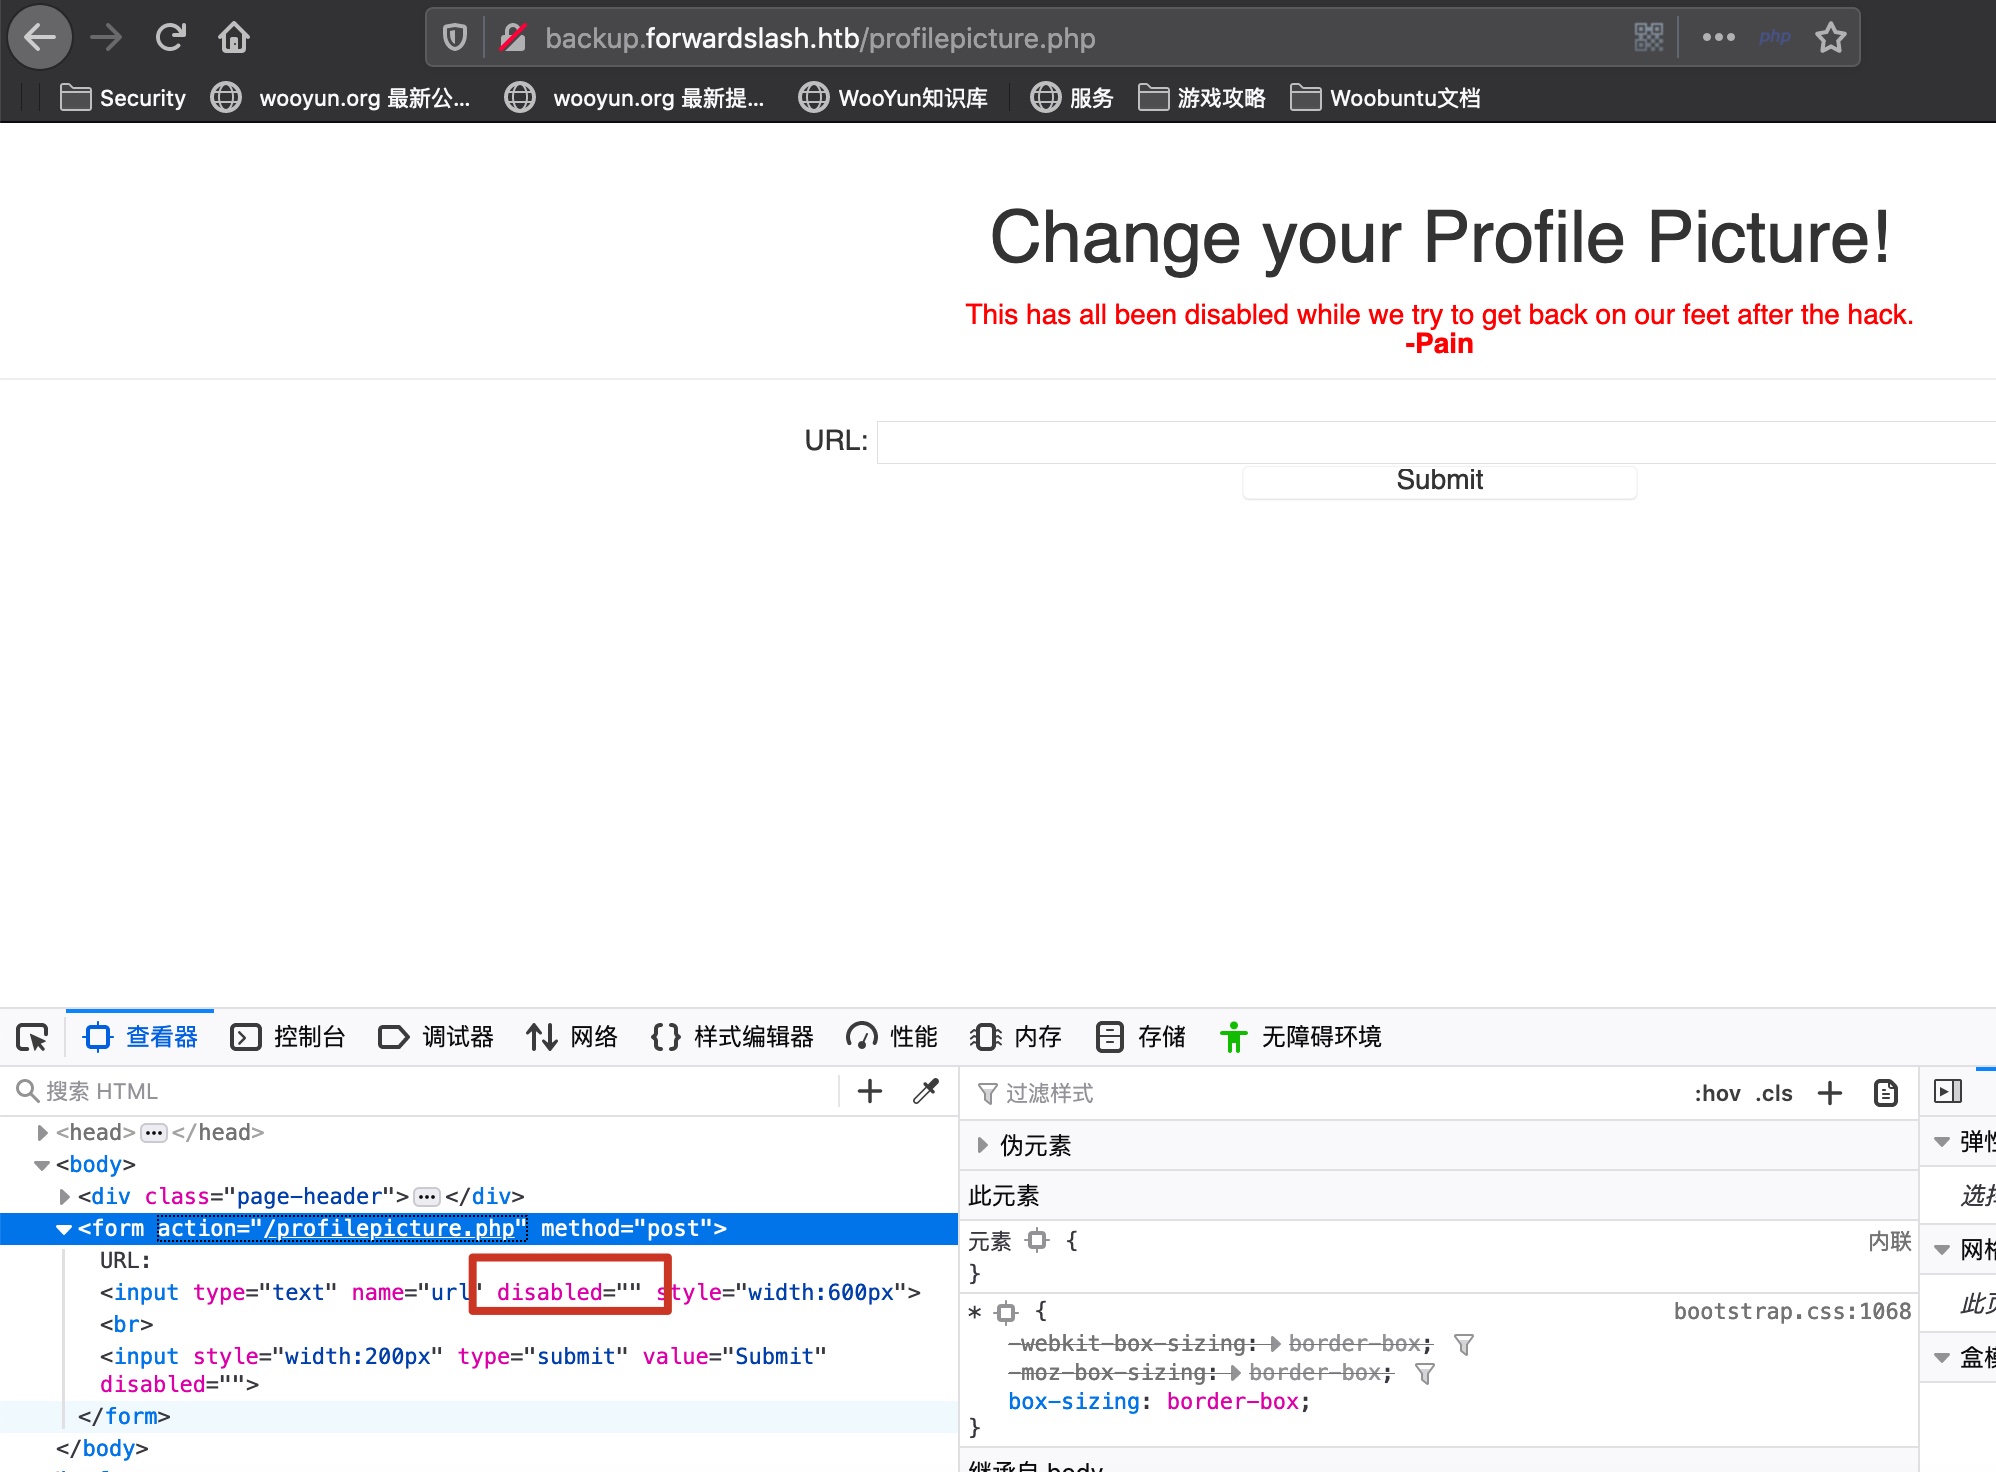 backup.forwardslash.htb/profilepicture.php
php
Security
wooyun.org 最新公...
wooyun.org 最新提...
WooYun知识库
服务
游戏攻略
Woobuntu文档
Change your Profile Picture!
This has all been disabled while we try to get back on our feet after the hack.
-Pain
URL:
Submit
查看器
控制台
调试器
网络
样式编辑器
性能
内存
存储
无障碍环境
搜索 HTML
<head>···</head>
<body>
<div class="page-header">···</div>
<form action="/profilepicture.php" method="post">
URL:
<input type="text" name="url" disabled="" style="width:600px">
<br>
<input style="width:200px" type="submit" value="Submit"
disabled="">
</form>
</body>
过滤样式
:hov .cls
伪元素
此元素
元素 {
内联
}
* {
bootstrap.css:1068
-webkit-box-sizing: border-box;
-moz-box-sizing: border-box;
box-sizing: border-box;
}
继承自 body
弹性
选择
网格
此页
盒模